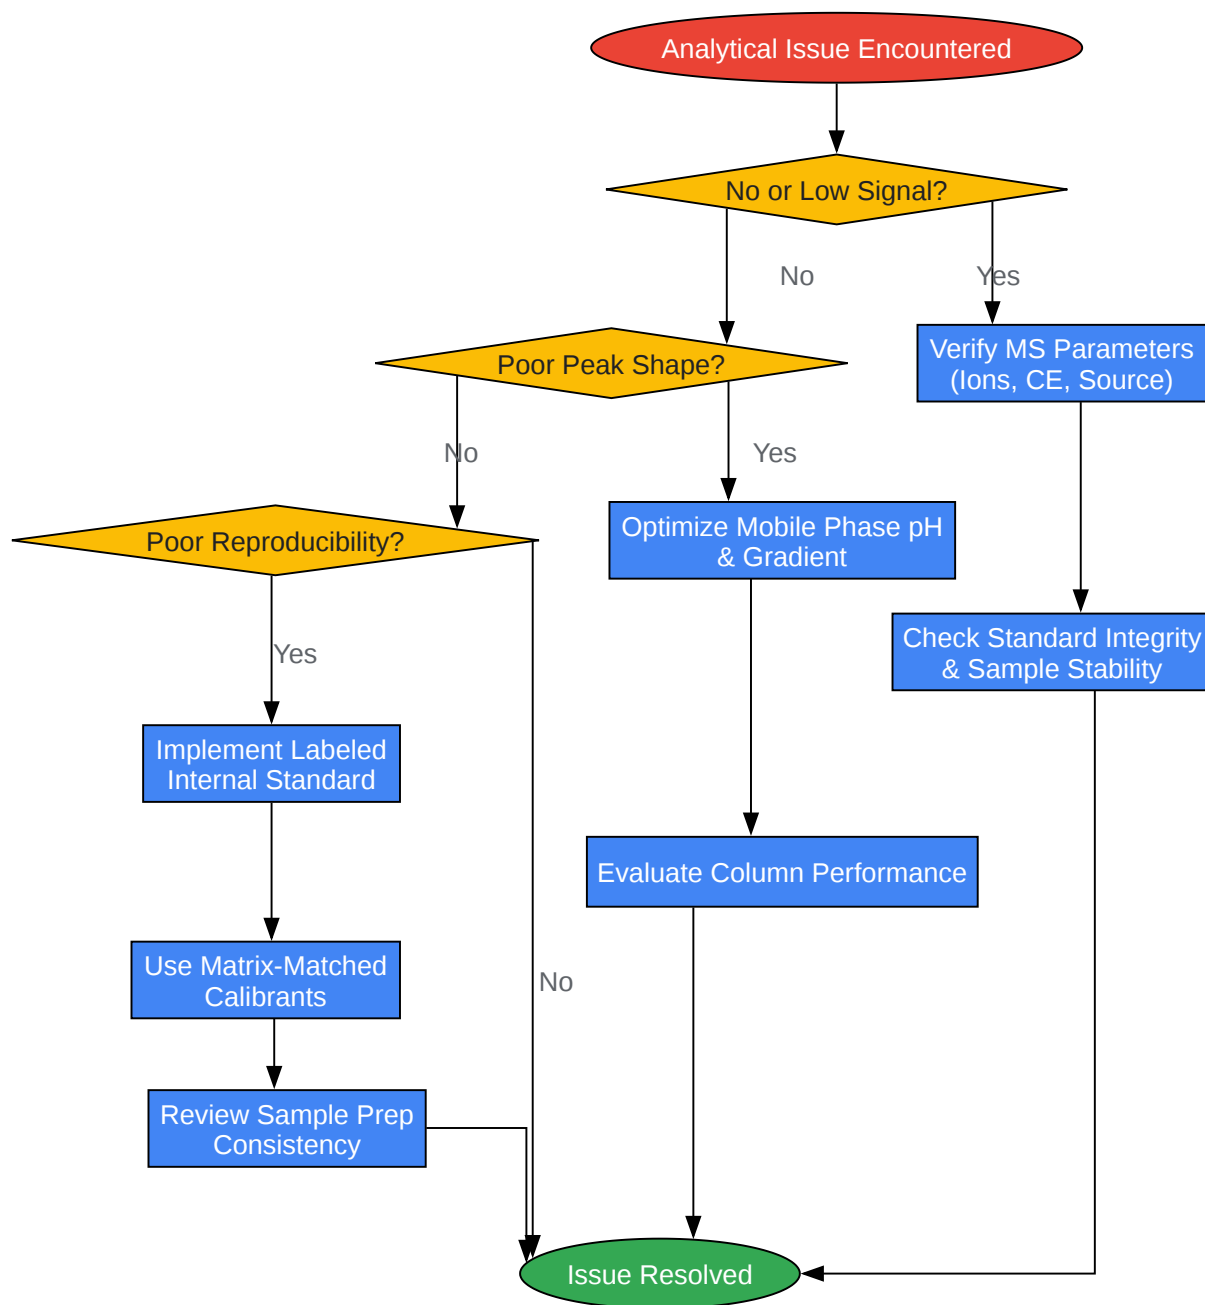 Analytical Issue Encountered
No or Low Signal?
No
Yes
Poor Peak Shape?
Verify MS Parameters
(Ions, CE, Source)
No
Yes
Poor Reproducibility?
Optimize Mobile Phase pH
& Gradient
Yes
Check Standard Integrity
& Sample Stability
Implement Labeled
Internal Standard
Evaluate Column Performance
Use Matrix-Matched
Calibrants
No
Review Sample Prep
Consistency
Issue Resolved